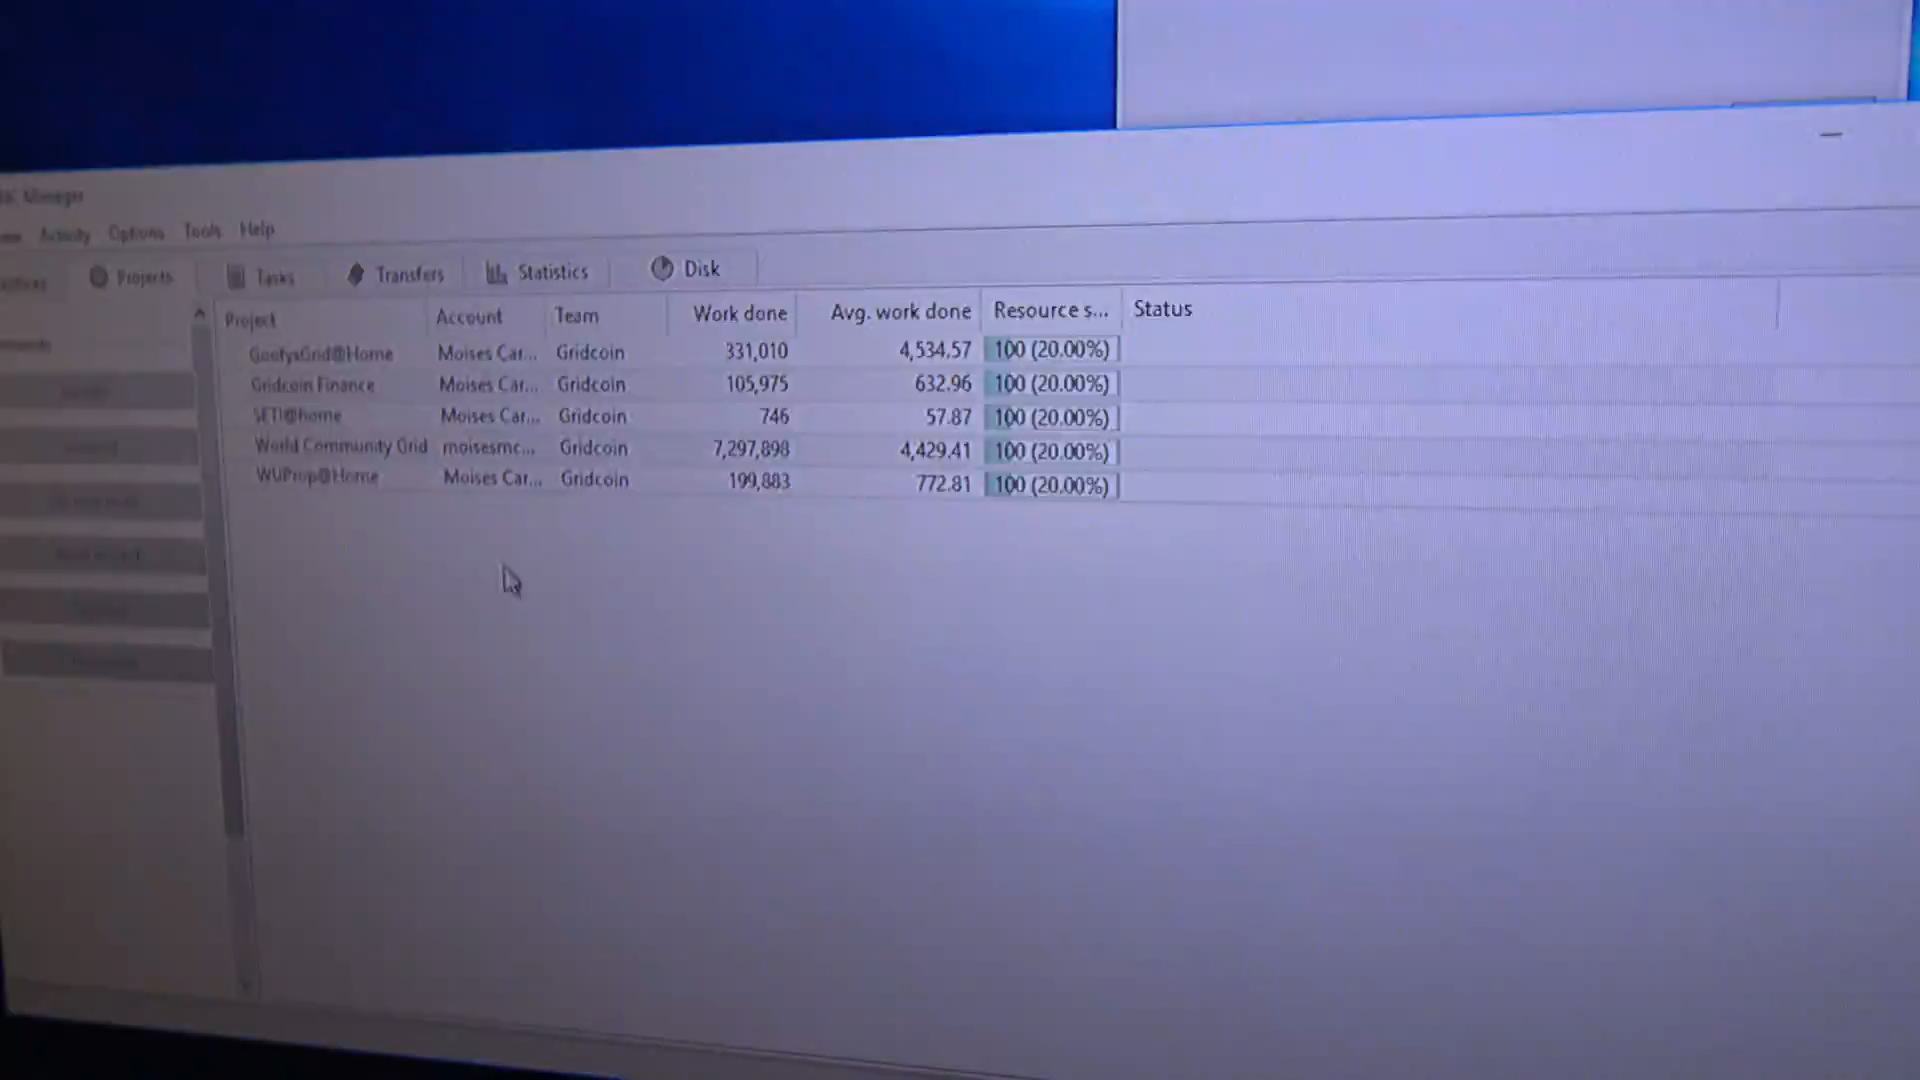 Manager
Activity Options Tools Help
Projects Tasks Transfers Statistics Disk
Project Account Team Work done Avg. work done Resource s... Status
GoofysGrid@Home Moises Car... Gridcoin 331,010 4,534.57 100 (20.00%)
Gridcoin Finance Moises Car... Gridcoin 105,975 632.96 100 (20.00%)
SETI@home Moises Car... Gridcoin 746 57.87 100 (20.00%)
World Community Grid moisesmc... Gridcoin 7,297,898 4,429.41 100 (20.00%)
WUProp@Home Moises Car... Gridcoin 199,883 772.81 100 (20.00%)